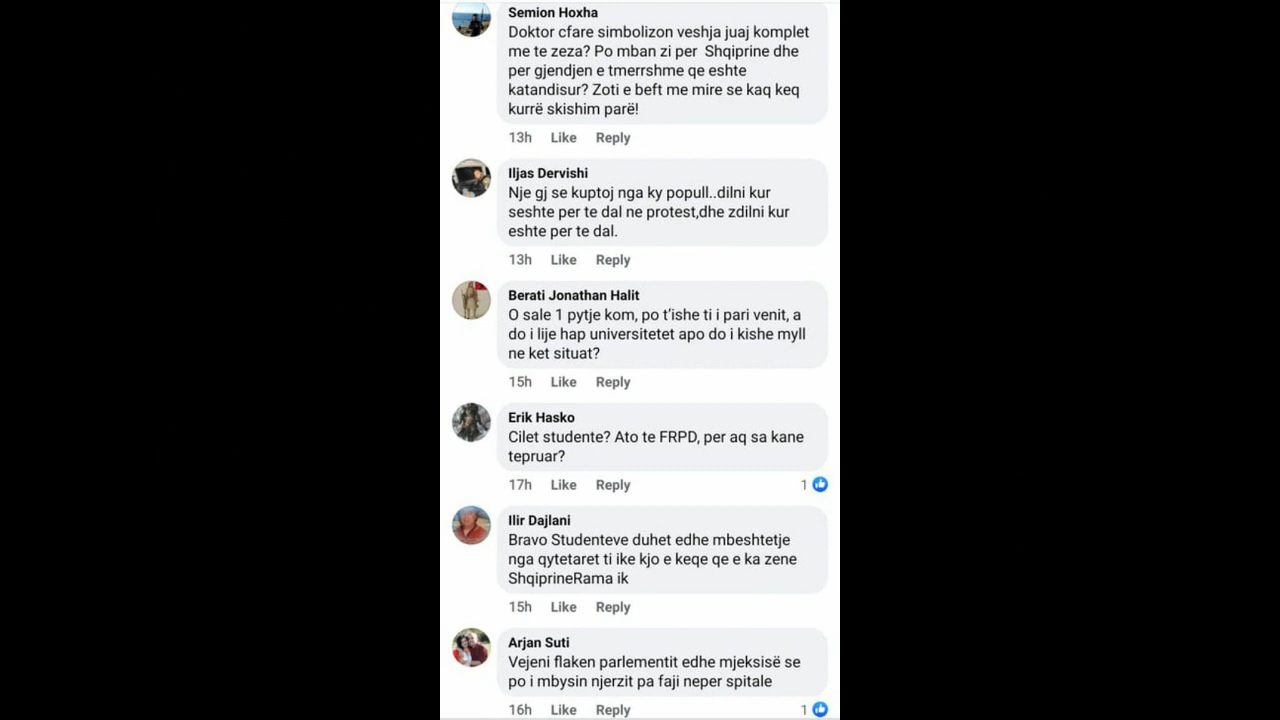 Semion Hoxha
Doktor cfare simbolizon veshja juaj komplet
me te zeza? Po mban zi per Shqiprine dhe
per gjendjen e tmerrshme qe eshte
katandisur? Zoti e beft me mire se kaq keq
kurrë skishim parë!
13h Like Reply
Iljas Dervishi
Nje gj se kuptoj nga ky popull..dilni kur
seshte per te dal ne protest,dhe zdilni kur
eshte per te dal.
13h Like Reply
Berati Jonathan Halit
O sale 1 pytje kom, po t'ishe ti i pari venit, a
do i lije hap universitetet apo do i kishe myll
ne ket situat?
15h Like Reply
Erik Hasko
Cilet studente? Ato te FRPD, per aq sa kane
tepruar?
17h Like Reply 1
Ilir Dajlani
Bravo Studenteve duhet edhe mbeshtetje
nga qytetaret ti ike kjo e keqe qe e ka zene
ShqiprineRama ik
15h Like Reply
Arjan Suti
Vejeni flaken parlementit edhe mjeksisë se
po i mbysin njerzit pa faji neper spitale
16h Like Reply 1